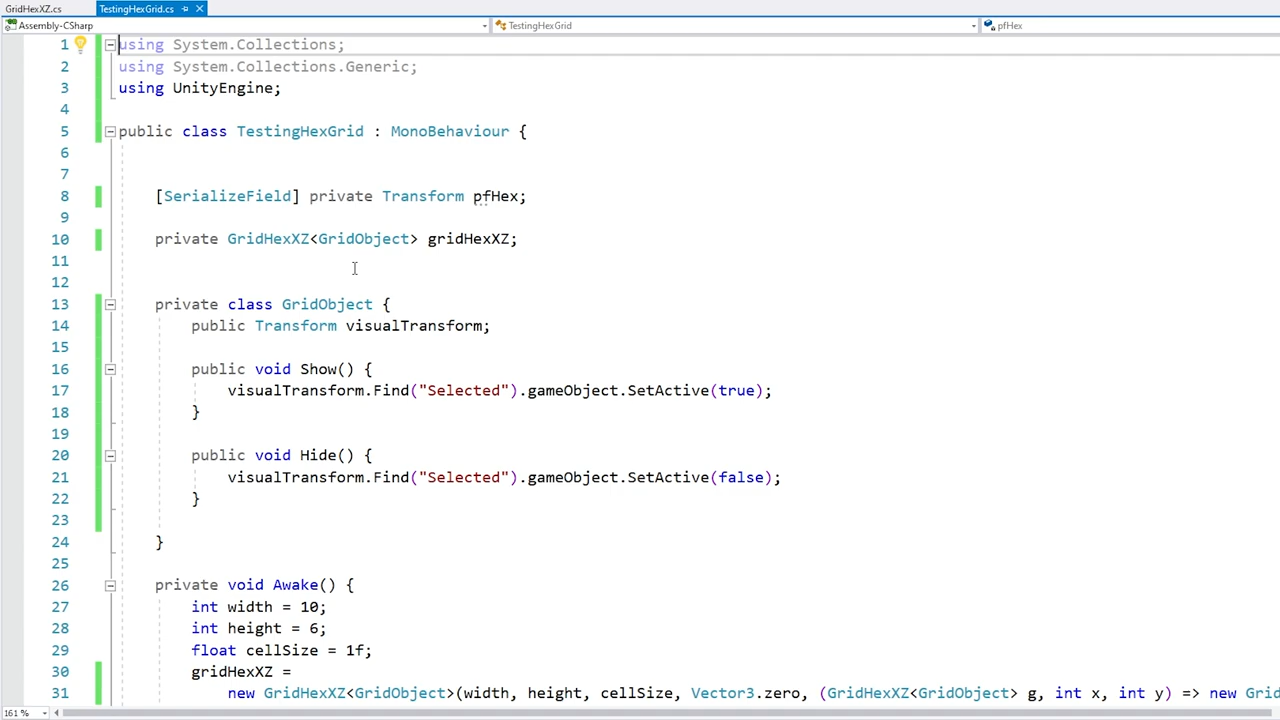 GridHexXZ.cs TestingHexGrid.cs
Assembly-CSharp TestingHexGrid pfHex
1 using System.Collections;
2 using System.Collections.Generic;
3 using UnityEngine;
4
5 public class TestingHexGrid : MonoBehaviour {
6
7
8 [SerializeField] private Transform pfHex;
9
10 private GridHexXZ<GridObject> gridHexXZ;
11
12
13 private class GridObject {
14 public Transform visualTransform;
15
16 public void Show() {
17 visualTransform.Find("Selected").gameObject.SetActive(true);
18 }
19
20 public void Hide() {
21 visualTransform.Find("Selected").gameObject.SetActive(false);
22 }
23
24 }
25
26 private void Awake() {
27 int width = 10;
28 int height = 6;
29 float cellSize = 1f;
30 gridHexXZ =
31 new GridHexXZ<GridObject>(width, height, cellSize, Vector3.zero, (GridHexXZ<GridObject> g, int x, int y) => new Grid
161 %